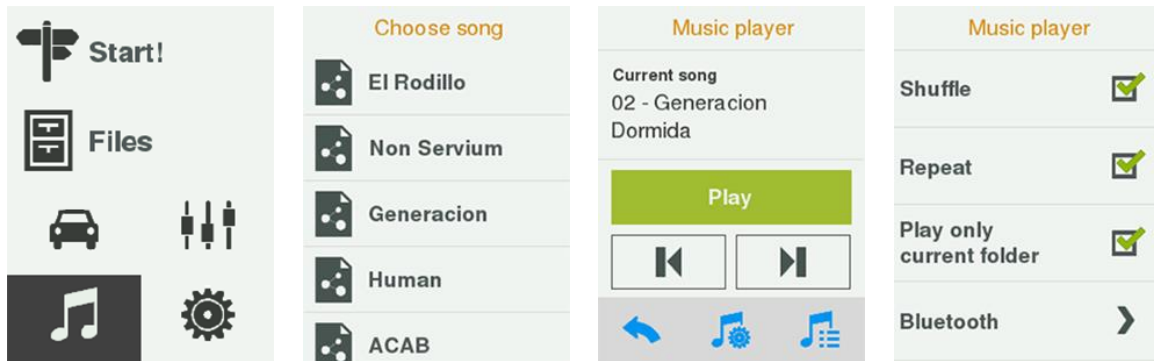 Start!
Files
Choose song
El Rodillo
Non Servium
Generacion
Human
ACAB
Music player
Current song
02 - Generacion
Dormida
Play
Music player
Shuffle
Repeat
Play only
current folder
Bluetooth